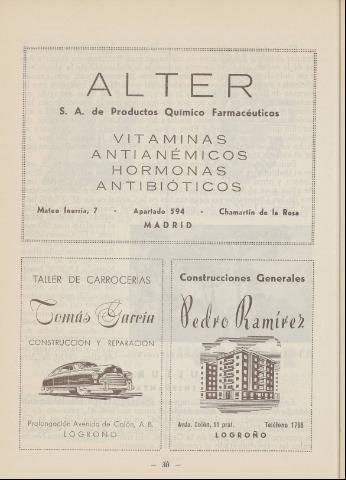 ALTER
S. A. de Productos Químico Farmacéuticos
VITAMINAS
ANTIANÉMICOS
HORMONAS
ANTIBIÓTICOS
Mateo Inurria, 7 - Apartado 594 - Chamartín de la Rosa
MADRID
TALLER DE CARROCERIAS
Tomás García
CONSTRUCCION Y REPARACION
Prolongación Avenida de Colón, A. B.
LOGROÑO
Construcciones Generales
Pedro Ramírez
Avda. Colón, 11 pral. Teléfono 1788
LOGROÑO
— 30 —